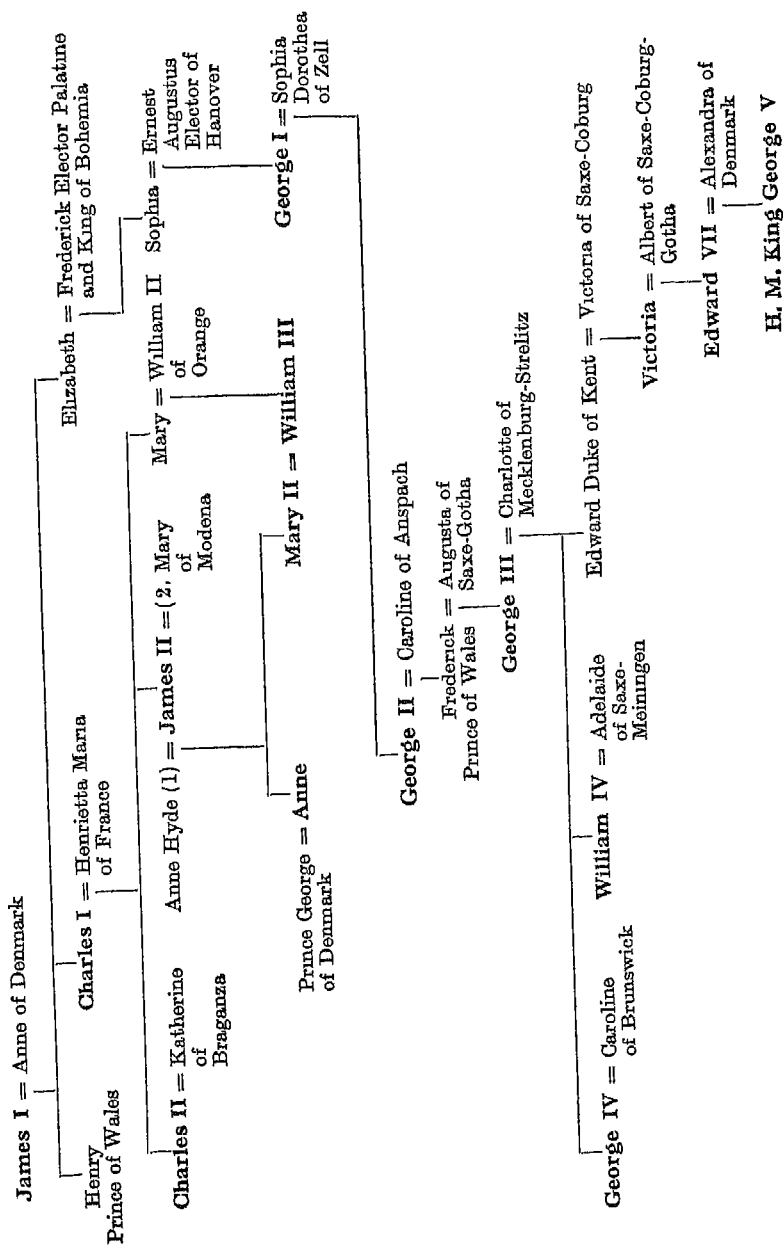 James I = Anne of Denmark
Henry
Prince of Wales
Charles I = Henrietta Maria
of France
Elizabeth = Frederick Elector Palatine
and King of Bohemia
Charles II = Katherine
of
Braganza
Anne Hyde (1) = James II = (2. Mary
of
Modena
Mary = William II
of
Orange
Sophia = Ernest
Augustus
Elector of
Hanover
Prince George = Anne
of Denmark
Mary II = William III
George I = Sophia
Dorothea
of Zell
George II = Caroline of Anspach
Frederick = Augusta of
Prince of Wales Saxe-Gotha
George III = Charlotte of
Mecklenburg-Strelitz
George IV = Caroline
of Brunswick
William IV = Adelaide
of Saxe-
Meiningen
Edward Duke of Kent = Victoria of Saxe-Coburg
Victoria = Albert of Saxe-Coburg-
Gotha
Edward VII = Alexandra of
Denmark
H. M. King George V